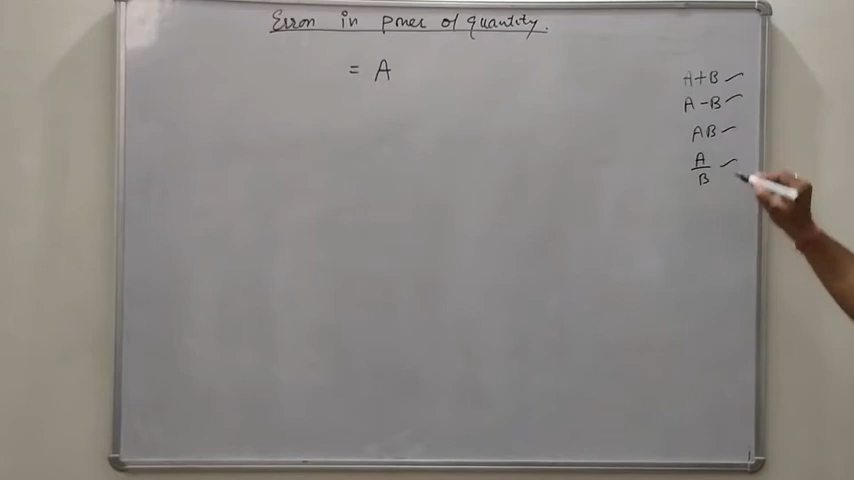 Error in power of quantity.
= A
A+B ✓
A-B ✓
AB ✓
A/B ✓